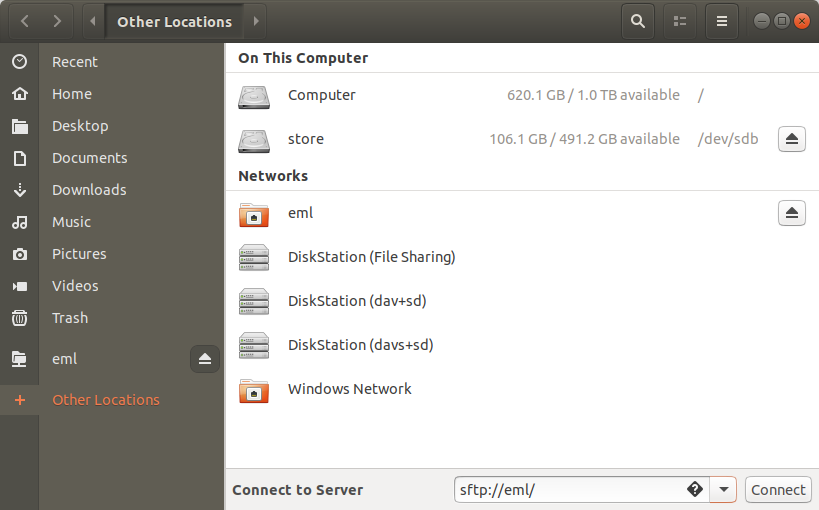 Other Locations
Recent
Home
Desktop
Documents
Downloads
Music
Pictures
Videos
Trash
eml
Other Locations
On This Computer
Computer 620.1 GB / 1.0 TB available /
store 106.1 GB / 491.2 GB available /dev/sdb
Networks
eml
DiskStation (File Sharing)
DiskStation (dav+sd)
DiskStation (davs+sd)
Windows Network
Connect to Server sftp://eml/ Connect